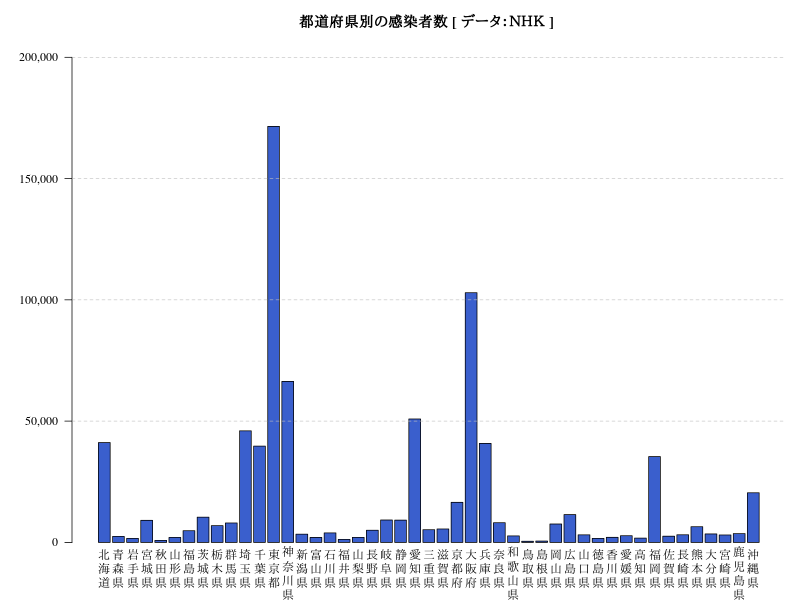 都道府県別の感染者数 [ データ：NHK ]
200,000
150,000
100,000
50,000
0
北海道
青森県
岩手県
宮城県
秋田県
山形県
福島県
茨城県
栃木県
群馬県
埼玉県
千葉県
東京都
神奈川県
新潟県
富山県
石川県
福井県
山梨県
長野県
岐阜県
静岡県
愛知県
三重県
滋賀県
京都府
大阪府
兵庫県
奈良県
和歌山県
鳥取県
島根県
岡山県
広島県
山口県
徳島県
香川県
愛媛県
高知県
福岡県
佐賀県
長崎県
熊本県
大分県
宮崎県
鹿児島県
沖縄県